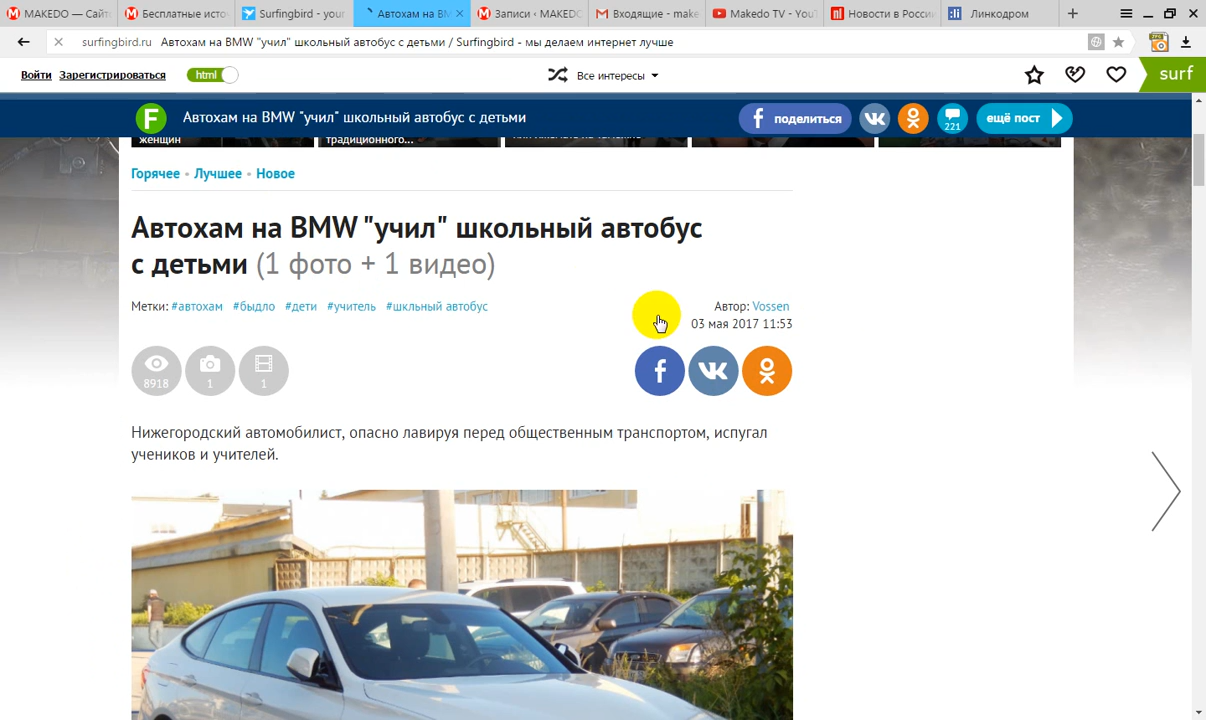 MAKEDO — Сайт
Бесплатные исто
Surfingbird - your
Автохам на BM
Записи ‹ MAKEDO
Входящие - make
Makedo TV - YouT
Новости в России
Линкодром
surfingbird.ru Автохам на BMW "учил" школьный автобус с детьми / Surfingbird - мы делаем интернет лучше
Войти Зарегистрироваться html Все интересы surf
F Автохам на BMW "учил" школьный автобус с детьми поделиться 221 ещё пост
женщин традиционного...
Горячее • Лучшее • Новое
Автохам на BMW "учил" школьный автобус
с детьми (1 фото + 1 видео)
Метки: #автохам #быдло #дети #учитель #шкльный автобус
Автор: Vossen
03 мая 2017 11:53
8918 1 1
Нижегородский автомобилист, опасно лавируя перед общественным транспортом, испугал
учеников и учителей.